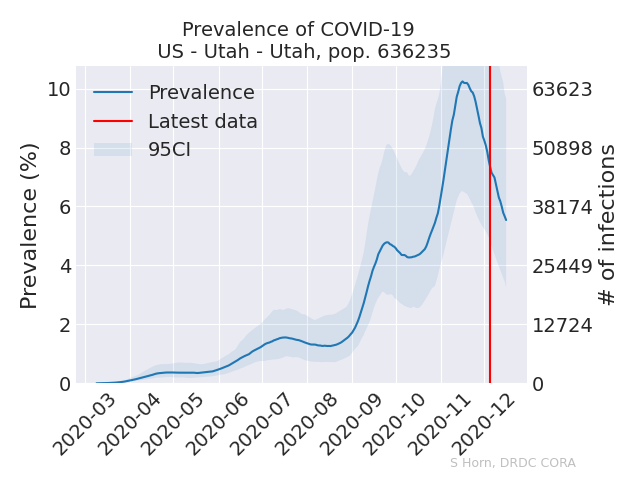 Prevalence of COVID-19
US - Utah - Utah, pop. 636235
Prevalence
Latest data
95CI
Prevalence (%)
10
8
6
4
2
0
63623
50898
38174
25449
12724
0
# of infections
2020-03
2020-04
2020-05
2020-06
2020-07
2020-08
2020-09
2020-10
2020-11
2020-12
S Horn, DRDC CORA